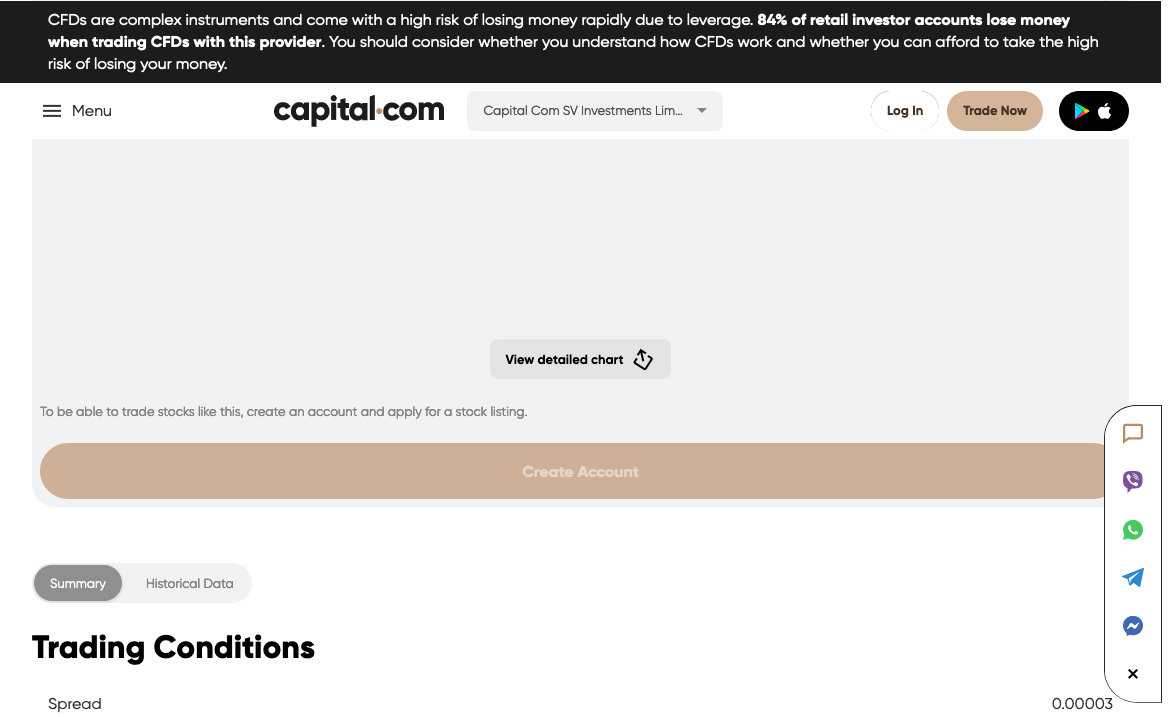 CFDs are complex instruments and come with a high risk of losing money rapidly due to leverage. 84% of retail investor accounts lose money
when trading CFDs with this provider. You should consider whether you understand how CFDs work and whether you can afford to take the high
risk of losing your money.
Menu
capital.com
Capital Com SV Investments Lim...
Log In
Trade Now
View detailed chart
To be able to trade stocks like this, create an account and apply for a stock listing.
Create Account
Summary
Historical Data
Trading Conditions
Spread
0.00003